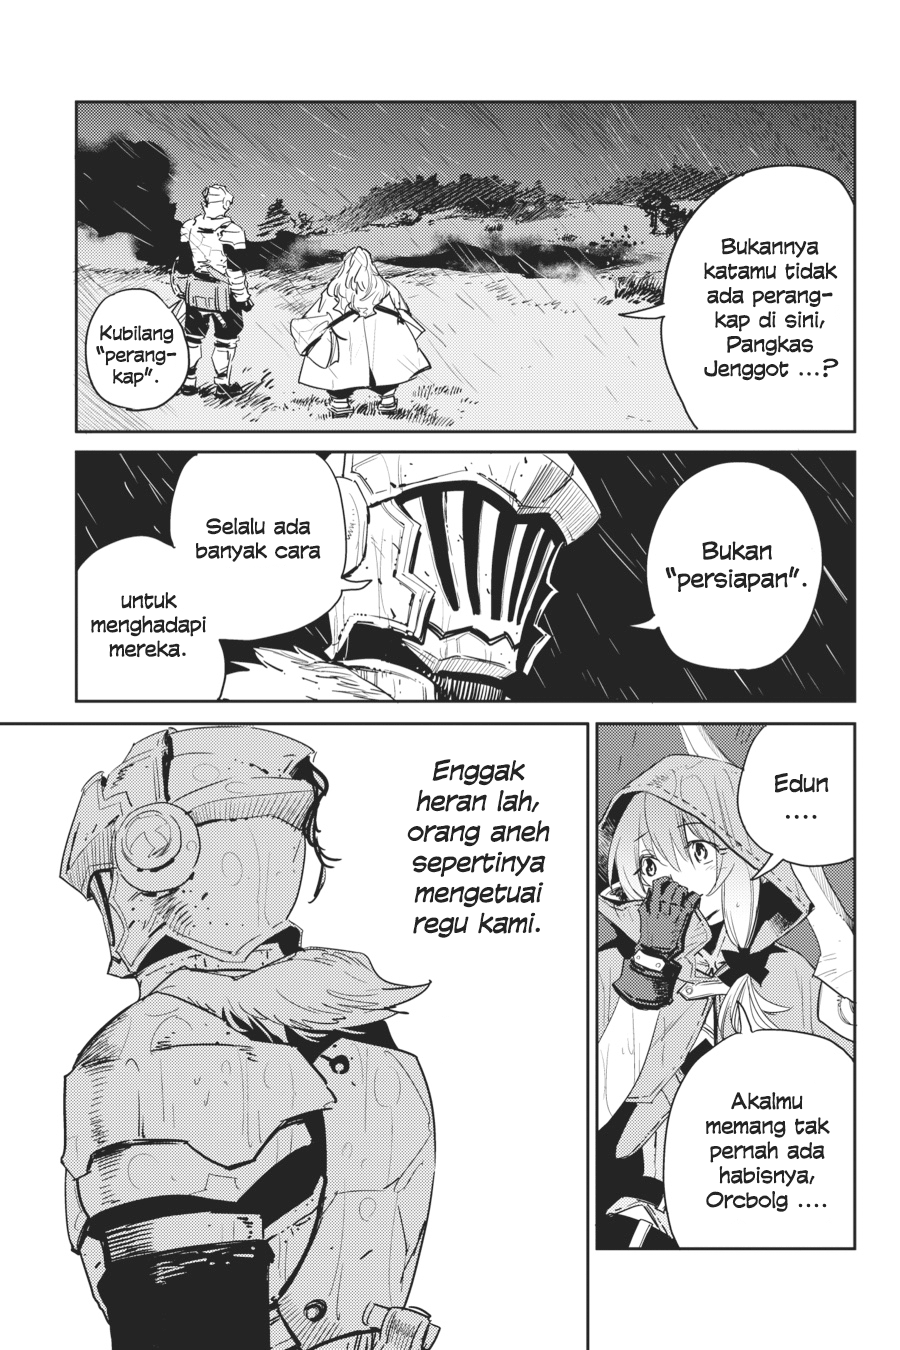 Bukannya
katamu tidak
ada perang-
kap di sini,
Pangkas
Jenggot ...?
Kubilang
"perang-
kap".
Bukan
"persiapan".
Selalu ada
banyak cara
untuk
menghadapi
mereka.
Edun
....
Akalmu
memang tak
pernah ada
habisnya,
Orcbolg ....
Enggak
heran lah,
orang aneh
sepertinya
mengetuai
regu kami.